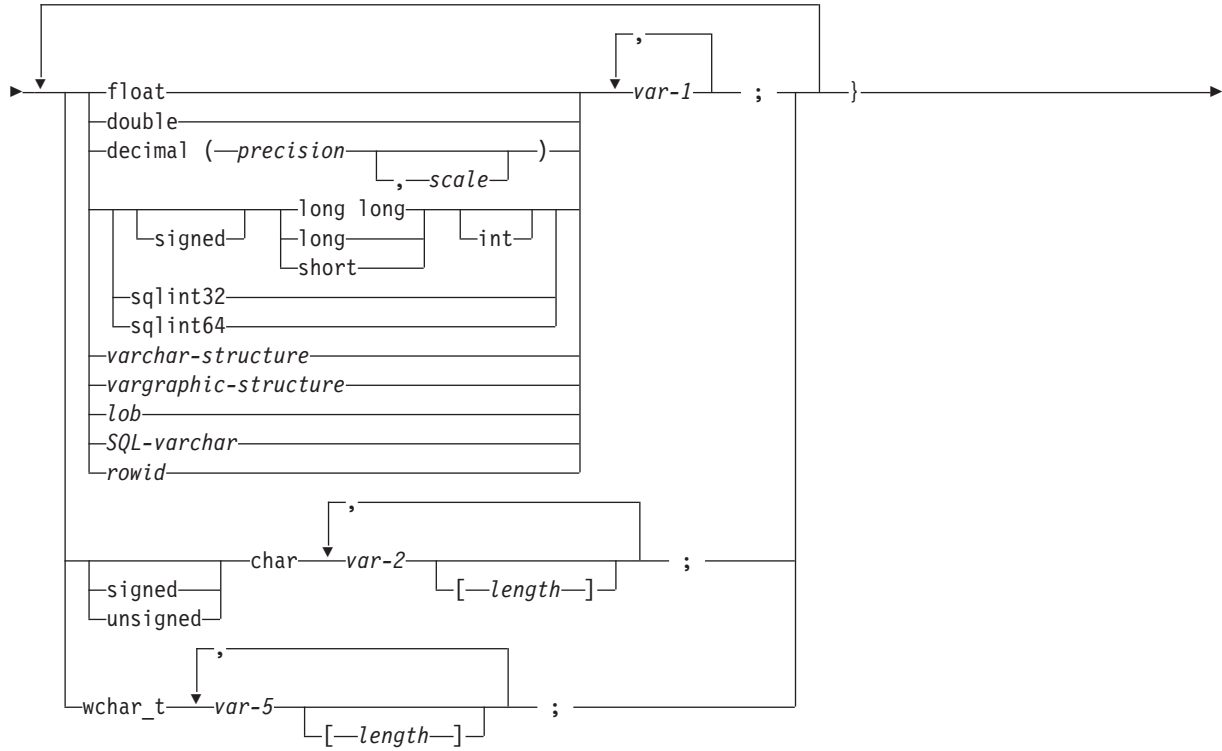 ,
float var-1 ; }
double
decimal ( precision )
, scale
long long
signed long int
short
sqlint32
sqlint64
varchar-structure
vargraphic-structure
lob
SQL-varchar
rowid
,
char var-2 ;
signed [ length ]
unsigned
,
wchar_t var-5 ;
[ length ]